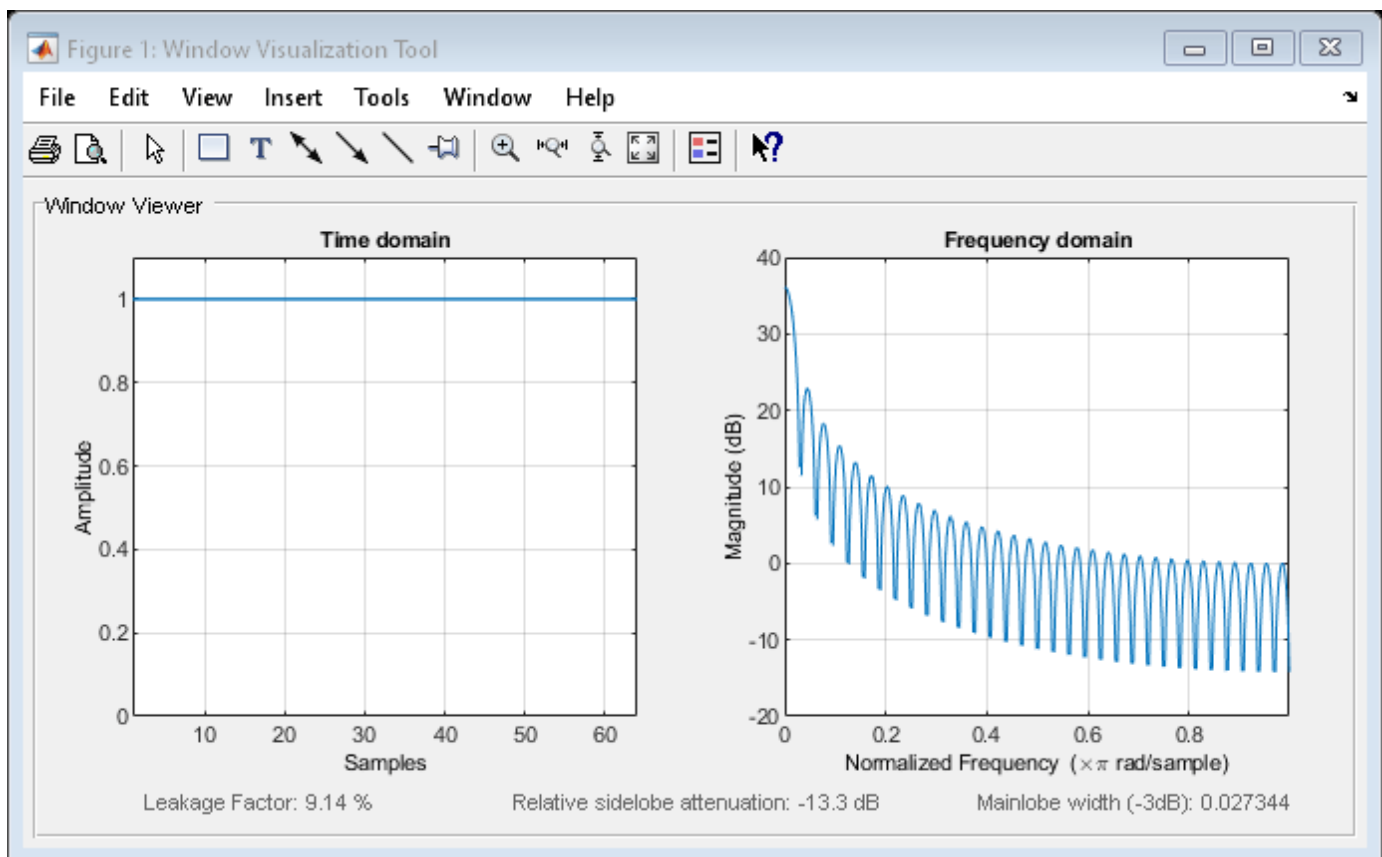 Figure 1: Window Visualization Tool
File Edit View Insert Tools Window Help
T
?
Window Viewer
Time domain
1
0.8
0.6
0.4
0.2
0
Amplitude
10 20 30 40 50 60
Samples
Frequency domain
40
30
20
10
0
-10
-20
Magnitude (dB)
0 0.2 0.4 0.6 0.8
Normalized Frequency (×π rad/sample)
Leakage Factor: 9.14 %
Relative sidelobe attenuation: -13.3 dB
Mainlobe width (-3dB): 0.027344